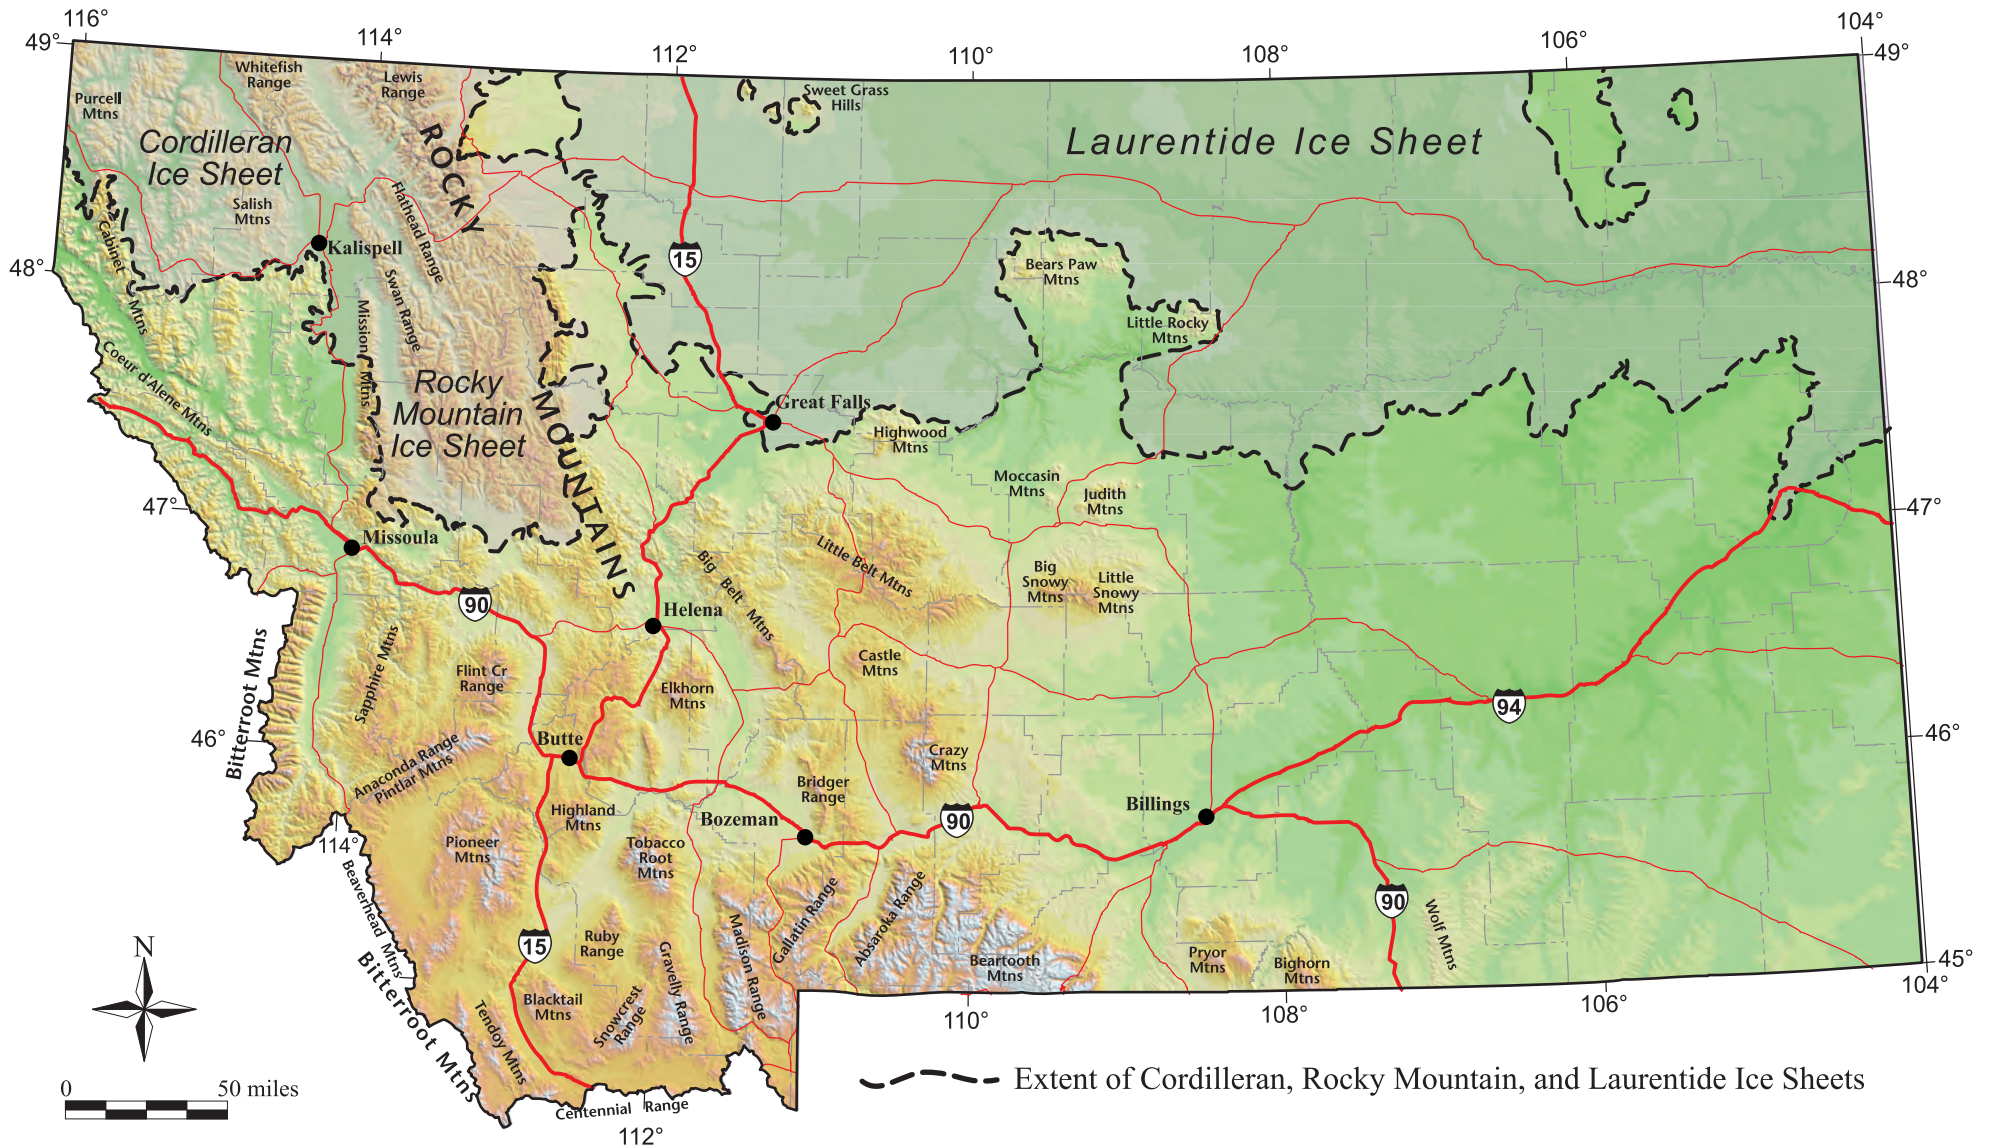 116°
114°
112°
110°
108°
106°
104°
49°
49°
Whitefish
Range
Lewis
Range
Purcell
Mtns
Sweet Grass
Hills
Cordilleran
Ice Sheet
Laurentide Ice Sheet
ROCKY
MOUNTAINS
Salish
Mtns
Flathead Range
Kalispell
Cabinet
Mtns
15
48°
48°
Bears Paw
Mtns
Swan Range
Mission Mtns
Little Rocky
Mtns
Coeur d'Alene Mtns
Rocky
Mountain
Ice Sheet
Great Falls
Highwood
Mtns
Moccasin
Mtns
Judith
Mtns
47°
47°
Missoula
Big Belt Mtns
Little Belt Mtns
Big
Snowy
Mtns
Little
Snowy
Mtns
90
Helena
Bitterroot Mtns
Sapphire Mtns
Flint Cr
Range
Elkhorn
Mtns
Castle
Mtns
94
46°
46°
Butte
Anaconda Range
Pintlar Mtns
Crazy
Mtns
Bridger
Range
Highland
Mtns
Bozeman
90
Billings
114°
Pioneer
Mtns
Tobacco
Root
Mtns
Beaverhead Mtns
Gallatin Range
Absaroka Range
90
Wolf Mtns
15
Ruby
Range
Madison Range
Gravelly Range
Beartooth
Mtns
Pryor
Mtns
Bighorn
Mtns
45°
N
Bitterroot Mtns
Blacktail
Mtns
Snowcrest
Range
Tendoy Mtns
104°
110°
108°
106°
0 50 miles
Centennial Range
112°
Extent of Cordilleran, Rocky Mountain, and Laurentide Ice Sheets